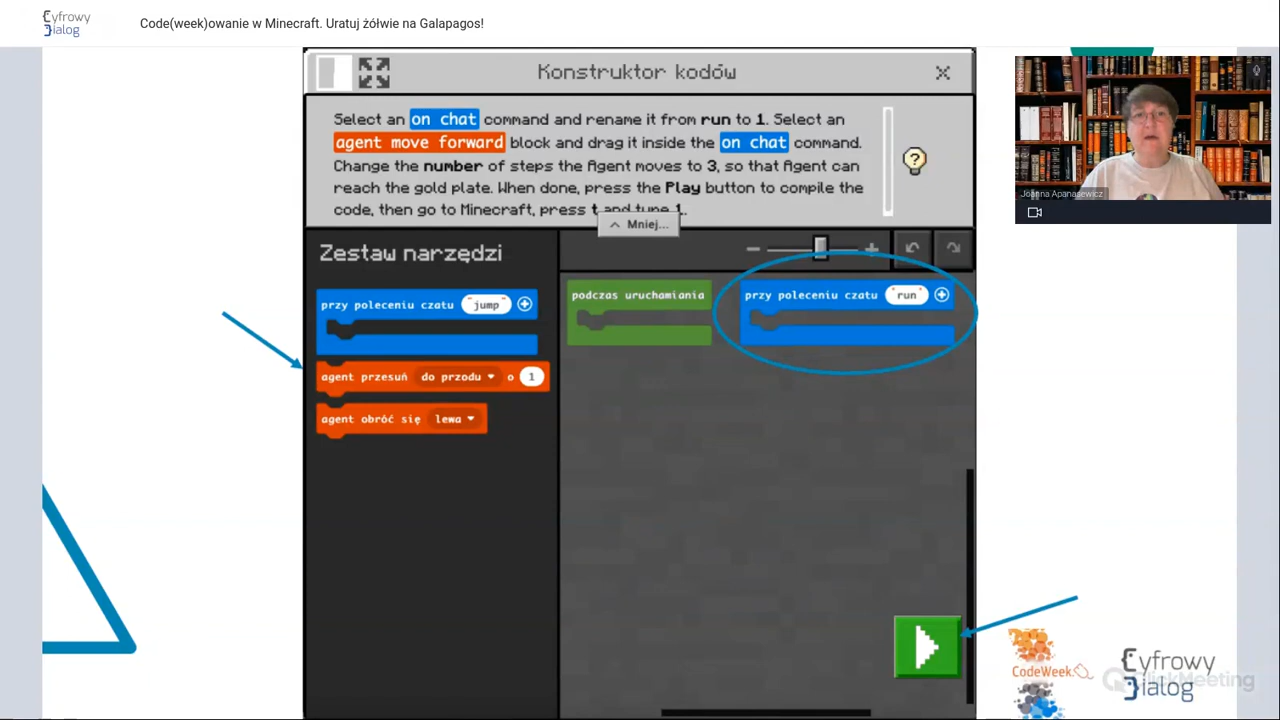 Cyfrowy Dialog
Code(week)owanie w Minecraft. Uratuj żółwie na Galapagos!
Konstruktor kodów
Select an on chat command and rename it from run to 1. Select an
agent move forward block and drag it inside the on chat command.
Change the number of steps the Agent moves to 3, so that Agent can
reach the gold plate. When done, press the Play button to compile the
code, then go to Minecraft, press t and type 1.
Mniej...
Joanna Apanasewicz
Zestaw narzędzi
przy poleceniu czatu "jump"
agent przesuń do przodu o 1
agent obróć się lewa
podczas uruchamiania
przy poleceniu czatu "run"
CodeWeek
Cyfrowy
Dialog
ClickMeeting